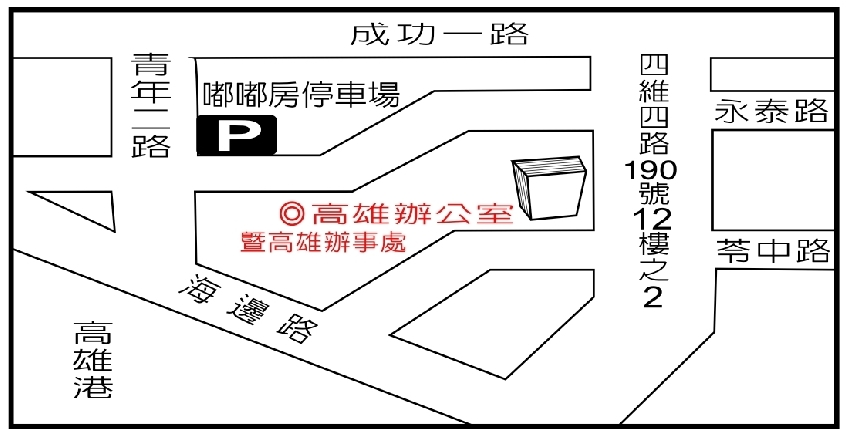 成功一路
青年二路
嘟嘟房停車場
P
四維四路190號12樓之2
永泰路
◎高雄辦公室
暨高雄辦事處
苓中路
海邊路
高雄港